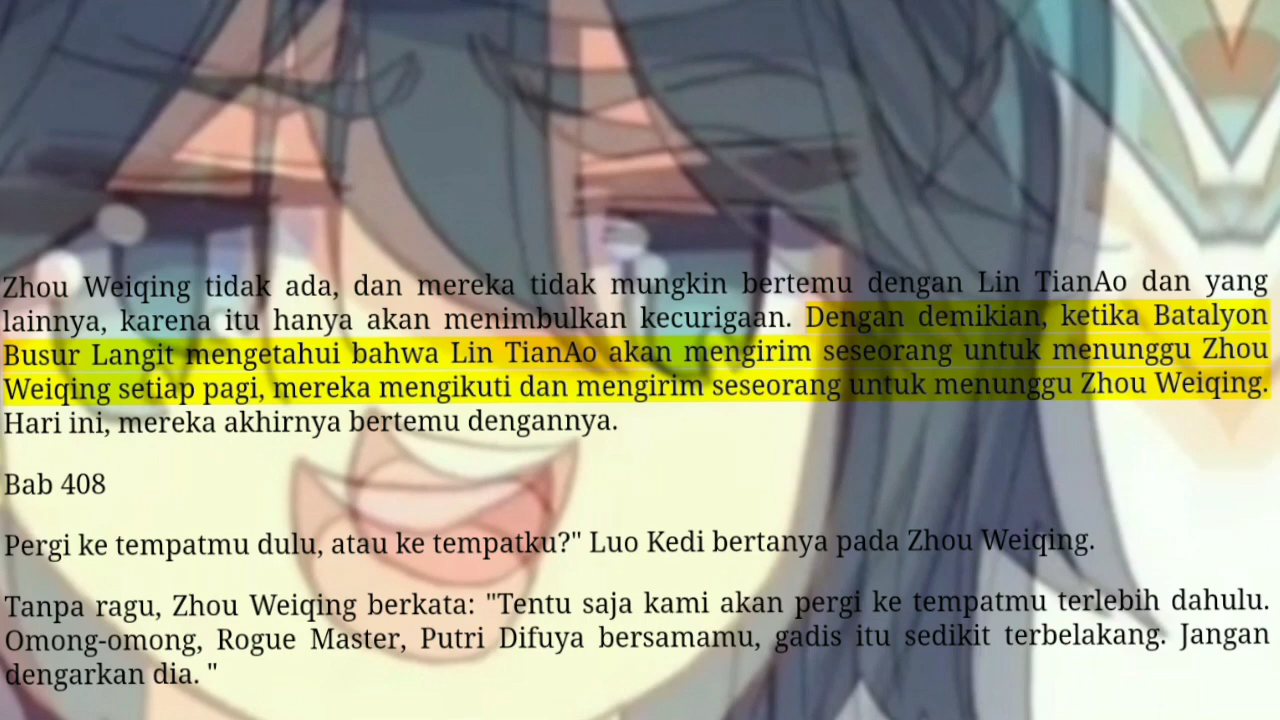 Zhou Weiqing tidak ada, dan mereka tidak mungkin bertemu dengan Lin TianAo dan yang
lainnya, karena itu hanya akan menimbulkan kecurigaan. Dengan demikian, ketika Batalyon
Busur Langit mengetahui bahwa Lin TianAo akan mengirim seseorang untuk menunggu Zhou
Weiqing setiap pagi, mereka mengikuti dan mengirim seseorang untuk menunggu Zhou Weiqing.
Hari ini, mereka akhirnya bertemu dengannya.
Bab 408
Pergi ke tempatmu dulu, atau ke tempatku?" Luo Kedi bertanya pada Zhou Weiqing.
Tanpa ragu, Zhou Weiqing berkata: "Tentu saja kami akan pergi ke tempatmu terlebih dahulu.
Omong-omong, Rogue Master, Putri Difuya bersamamu, gadis itu sedikit terbelakang. Jangan
dengarkan dia. "